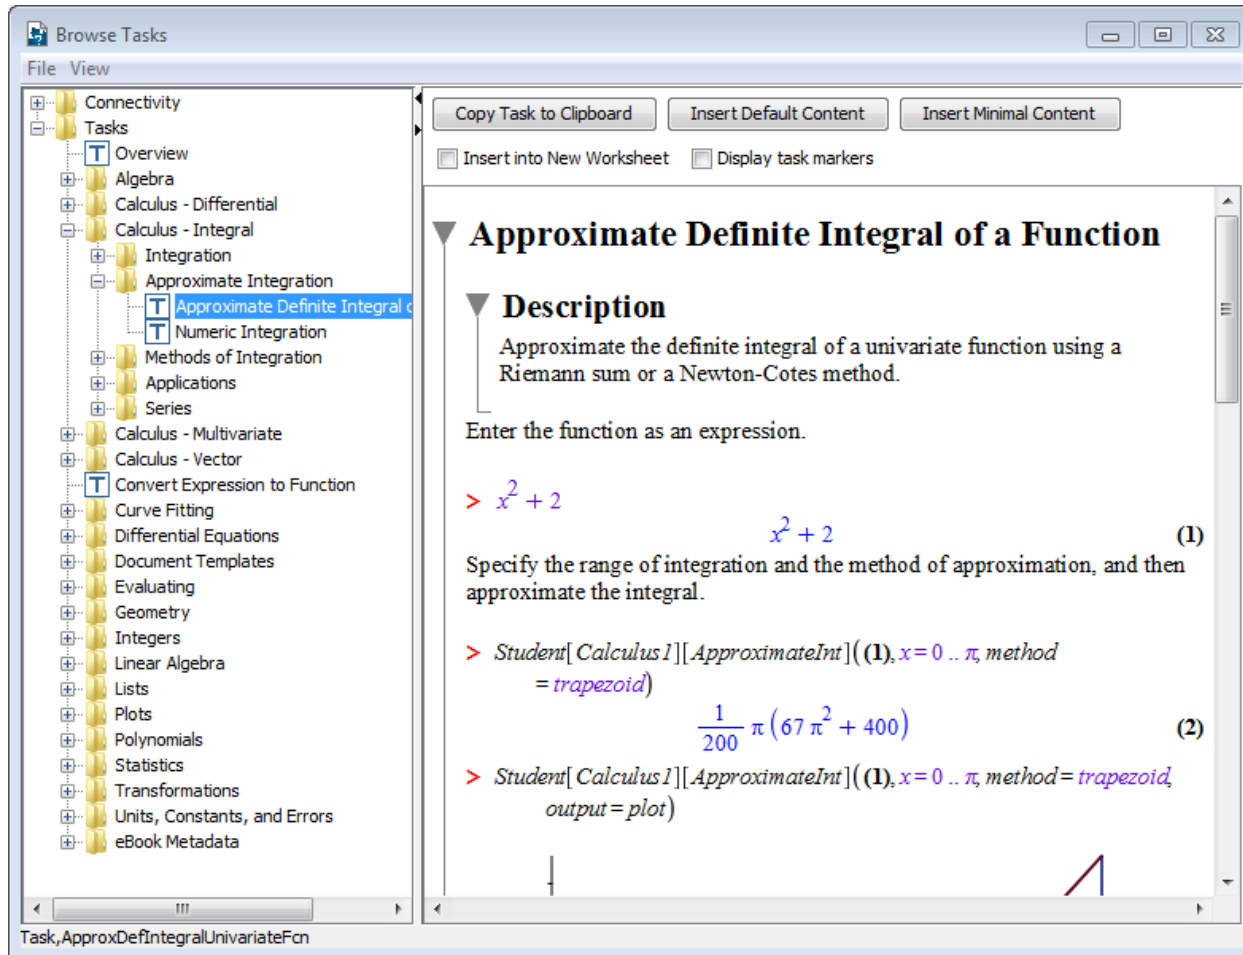 Browse Tasks
File View
Connectivity
Tasks
Overview
Algebra
Calculus - Differential
Calculus - Integral
Integration
Approximate Integration
Approximate Definite Integral
Numeric Integration
Methods of Integration
Applications
Series
Calculus - Multivariate
Calculus - Vector
Convert Expression to Function
Curve Fitting
Differential Equations
Document Templates
Evaluating
Geometry
Integers
Linear Algebra
Lists
Plots
Polynomials
Statistics
Transformations
Units, Constants, and Errors
eBook Metadata
Copy Task to Clipboard Insert Default Content Insert Minimal Content
Insert into New Worksheet Display task markers
Approximate Definite Integral of a Function
Description
Approximate the definite integral of a univariate function using a
Riemann sum or a Newton-Cotes method.
Enter the function as an expression.
> x² + 2
x² + 2 (1)
Specify the range of integration and the method of approximation, and then
approximate the integral.
> Student[Calculus1][ApproximateInt]((1), x = 0 .. π, method
= trapezoid)
1/200 π (67 π² + 400) (2)
> Student[Calculus1][ApproximateInt]((1), x = 0 .. π, method = trapezoid,
output = plot)
Task,ApproxDefIntegralUnivariateFcn